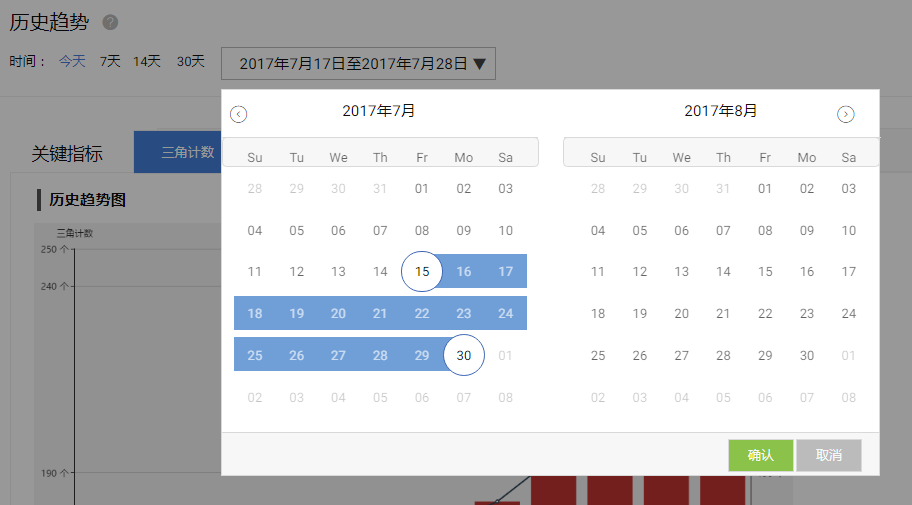 历史趋势 ?
时间： 今天 7天 14天 30天 2017年7月17日至2017年7月28日 ▼
2017年7月 2017年8月
关键指标 三角计数
Su Tu We Th Fr Mo Sa Su Tu We Th Fr Mo Sa
28 29 30 31 01 02 03 28 29 30 31 01 02 03
历史趋势图
04 05 06 07 08 09 10 04 05 06 07 08 09 10
三角计数
250 个
11 12 13 14 15 16 17 11 12 13 14 15 16 17
240 个
18 19 20 21 22 23 24 18 19 20 21 22 23 24
25 26 27 28 29 30 01 25 26 27 28 29 30 01
02 03 04 05 06 07 08 02 03 04 05 06 07 08
确认 取消
190 个